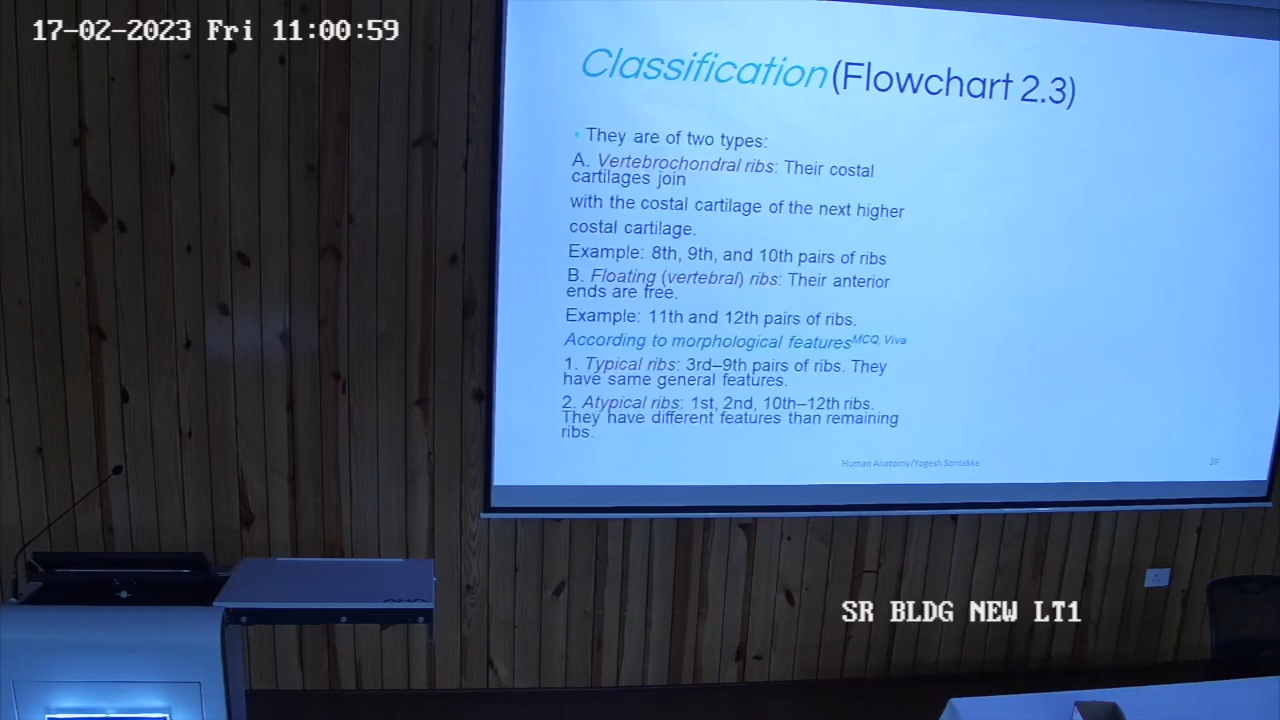 17-02-2023 Fri 11:00:59
Classification (Flowchart 2.3)
• They are of two types:
A. Vertebrochondral ribs: Their costal
cartilages join
with the costal cartilage of the next higher
costal cartilage.
Example: 8th, 9th, and 10th pairs of ribs
B. Floating (vertebral) ribs: Their anterior
ends are free.
Example: 11th and 12th pairs of ribs.
According to morphological featuresMCQ, Viva
1. Typical ribs: 3rd–9th pairs of ribs. They
have same general features.
2. Atypical ribs: 1st, 2nd, 10th–12th ribs.
They have different features than remaining
ribs.
Human Anatomy/Yogesh Sontakke
20
SR BLDG NEW LT1